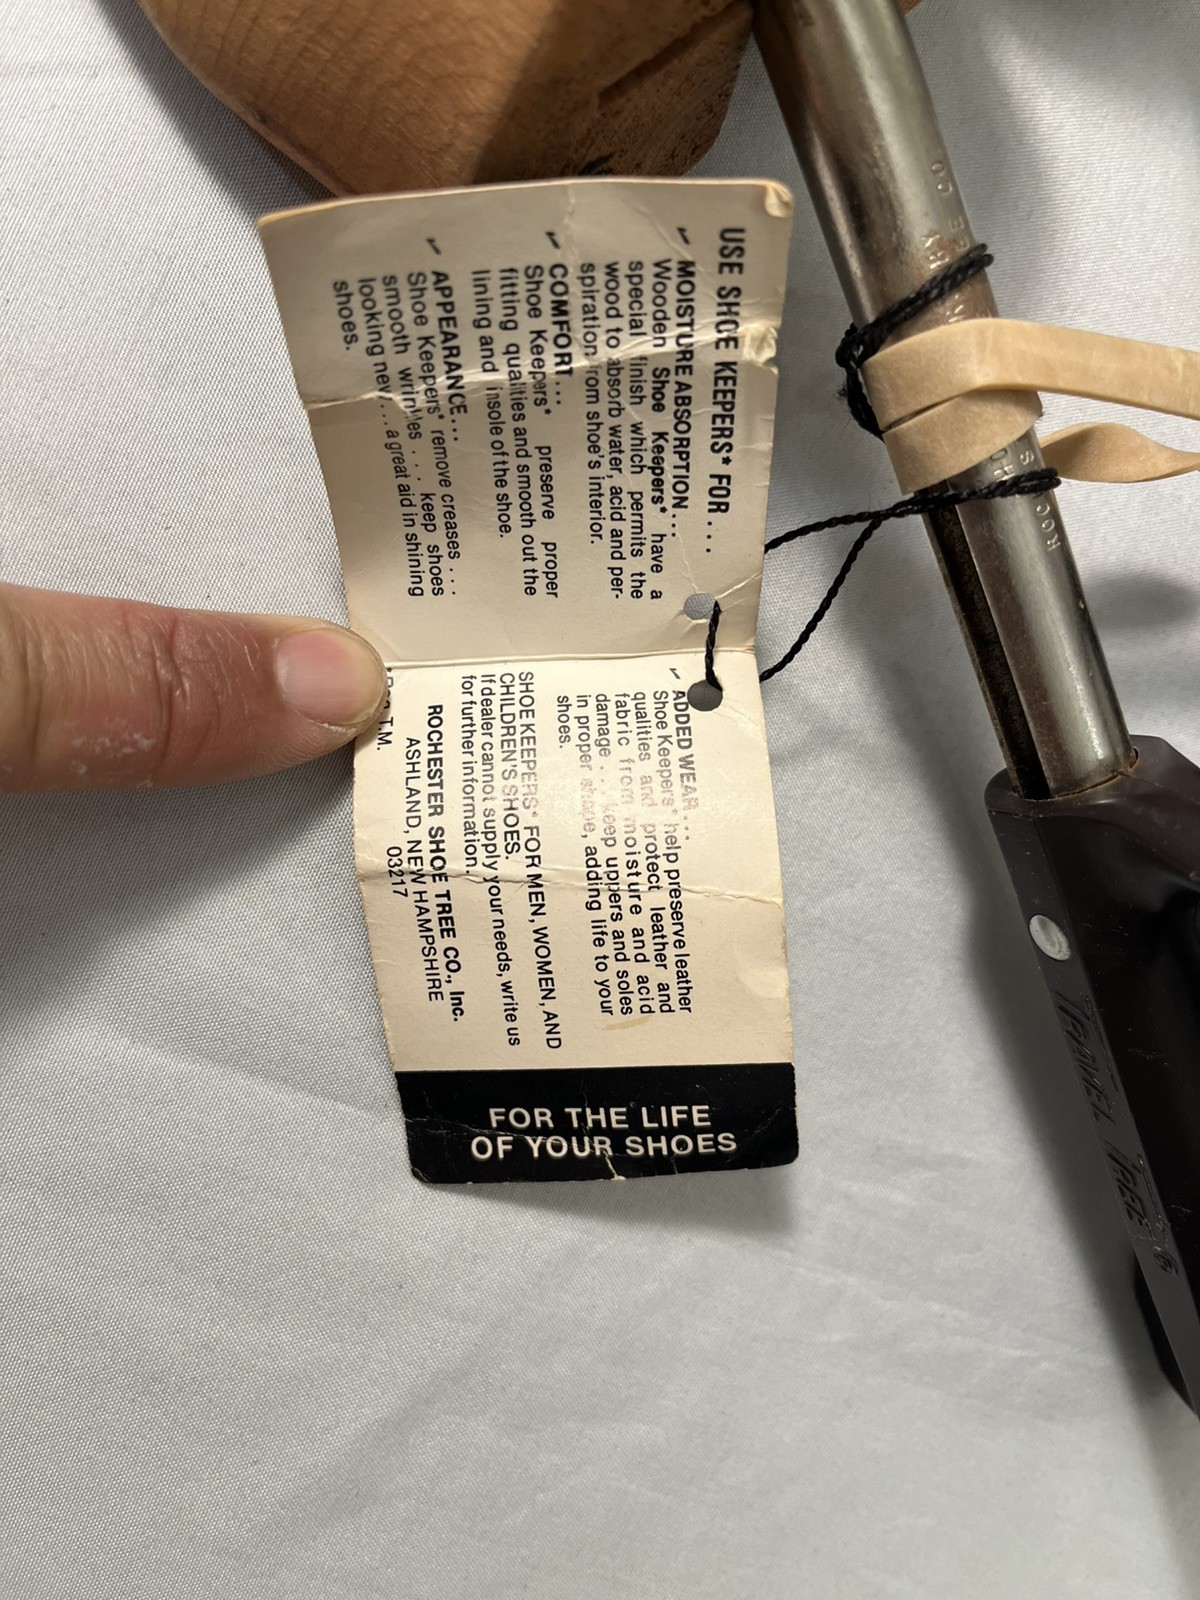 USE SHOE KEEPERS* FOR . . .
✓ MOISTURE ABSORPTION . . .
Wooden Shoe Keepers* have a
special finish which permits the
wood to absorb water, acid and per-
spiration from shoe's interior.
✓ COMFORT . . .
Shoe Keepers* preserve proper
fitting qualities and smooth out the
lining and insole of the shoe.
✓ APPEARANCE . . .
Shoe Keepers* remove creases . . .
smooth wrinkles . . . keep shoes
looking new . . . a great aid in shining
shoes.
✓ ADDED WEAR . . .
Shoe Keepers* help preserve leather
qualities and protect leather and
fabric from moisture and acid
damage . . . keep uppers and soles
in proper shape, adding life to your
shoes.
SHOE KEEPERS* FOR MEN, WOMEN, AND
CHILDREN'S SHOES.
If dealer cannot supply your needs, write us
for further information.
ROCHESTER SHOE TREE CO., Inc.
ASHLAND, NEW HAMPSHIRE
03217
*Reg. T.M.
FOR THE LIFE
OF YOUR SHOES
ROC
SHO
CO
TRAVEL TREE